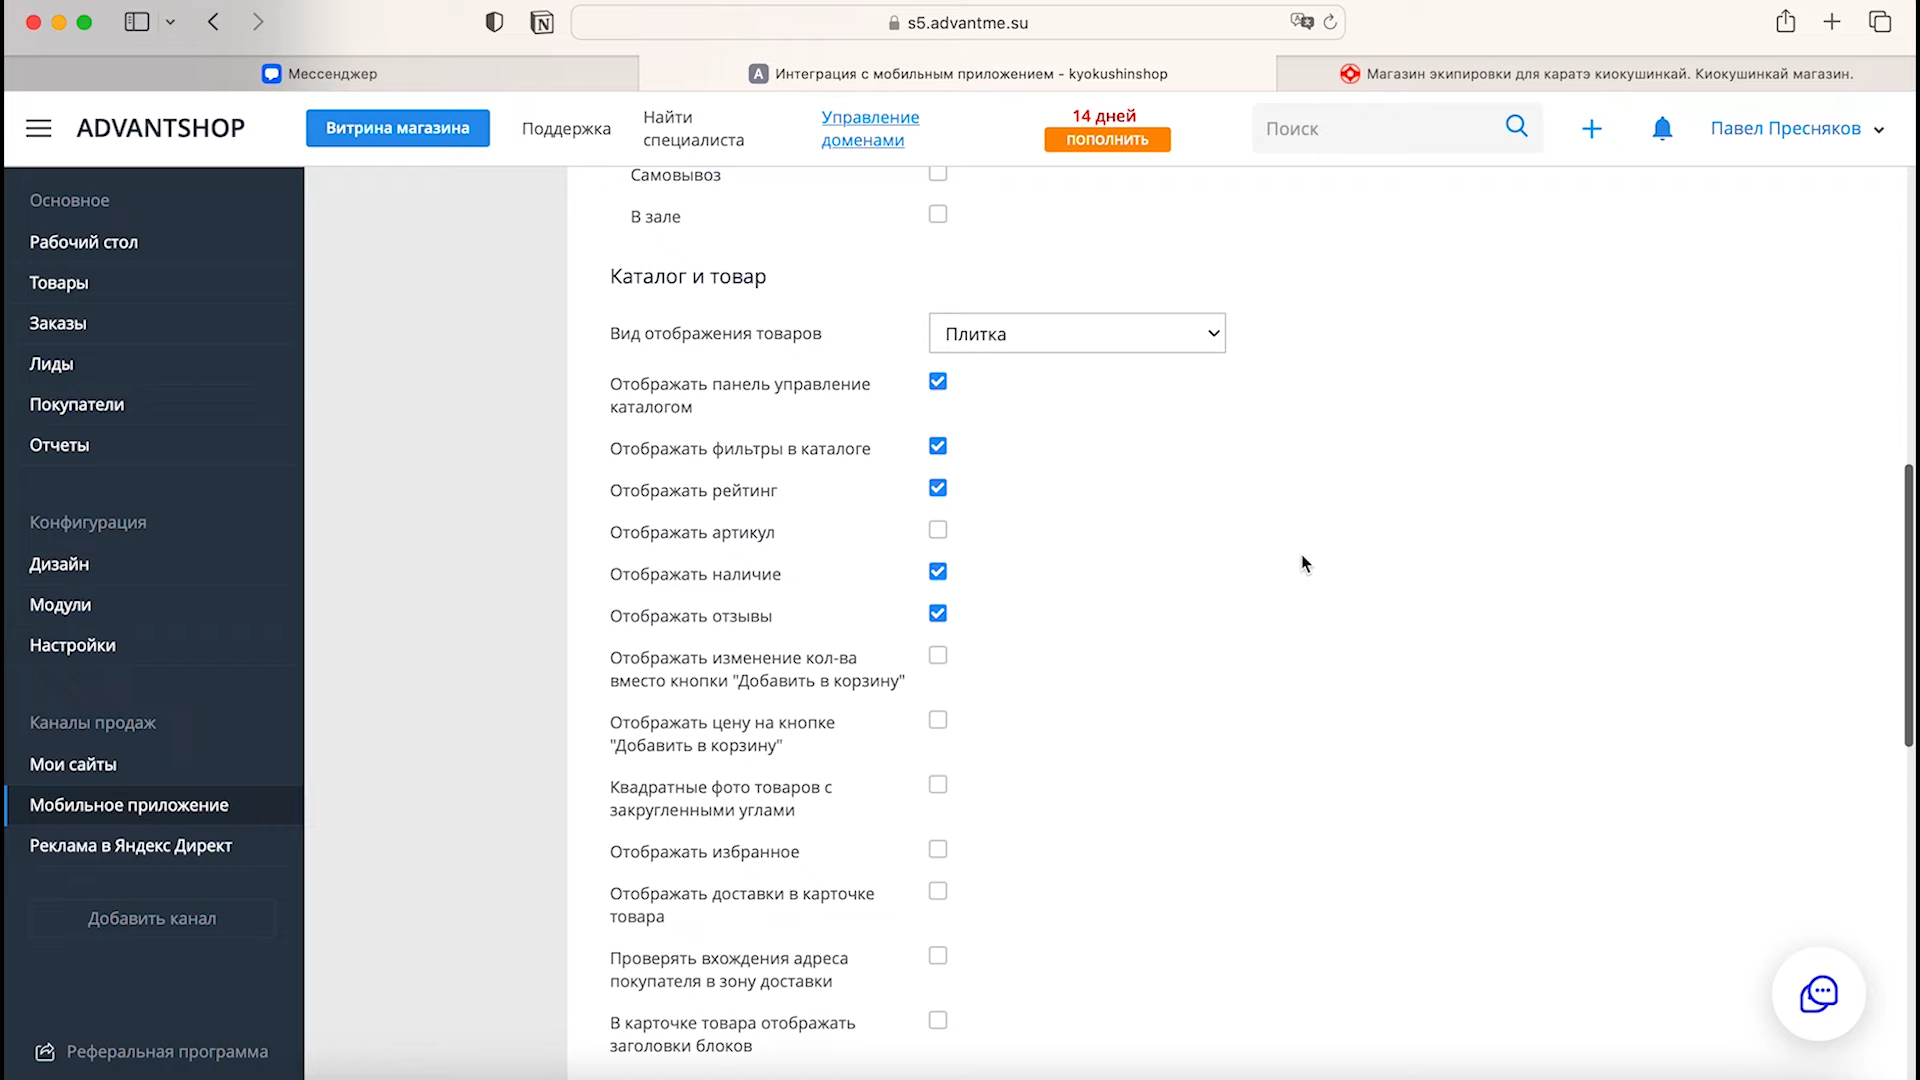 s5.advantme.su
Мессенджер
A Интеграция с мобильным приложением - kyokushinshop
Магазин экипировки для каратэ киокушинкай. Киокушинкай магазин.
ADVANTSHOP
Витрина магазина
Поддержка
Найти
специалиста
Управление
доменами
14 дней
ПОПОЛНИТЬ
Поиск
Павел Пресняков
Основное
Рабочий стол
Товары
Заказы
Лиды
Покупатели
Отчеты
Конфигурация
Дизайн
Модули
Настройки
Каналы продаж
Мои сайты
Мобильное приложение
Реклама в Яндекс Директ
Добавить канал
Реферальная программа
Самовывоз
В зале
Каталог и товар
Вид отображения товаров
Плитка
Отображать панель управление
каталогом
Отображать фильтры в каталоге
Отображать рейтинг
Отображать артикул
Отображать наличие
Отображать отзывы
Отображать изменение кол-ва
вместо кнопки "Добавить в корзину"
Отображать цену на кнопке
"Добавить в корзину"
Квадратные фото товаров с
закругленными углами
Отображать избранное
Отображать доставки в карточке
товара
Проверять вхождения адреса
покупателя в зону доставки
В карточке товара отображать
заголовки блоков